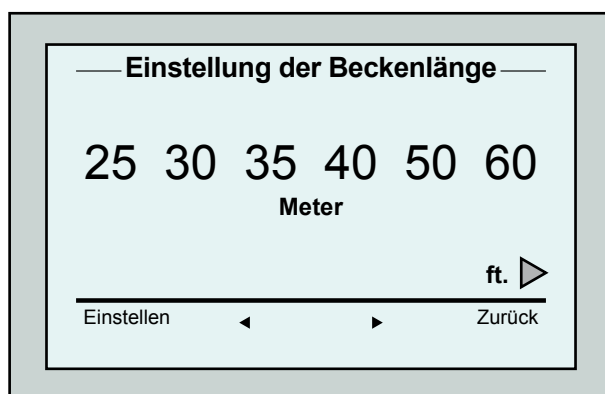 Einstellung der Beckenlänge
25 30 35 40 50 60
Meter
ft.
Einstellen Zurück